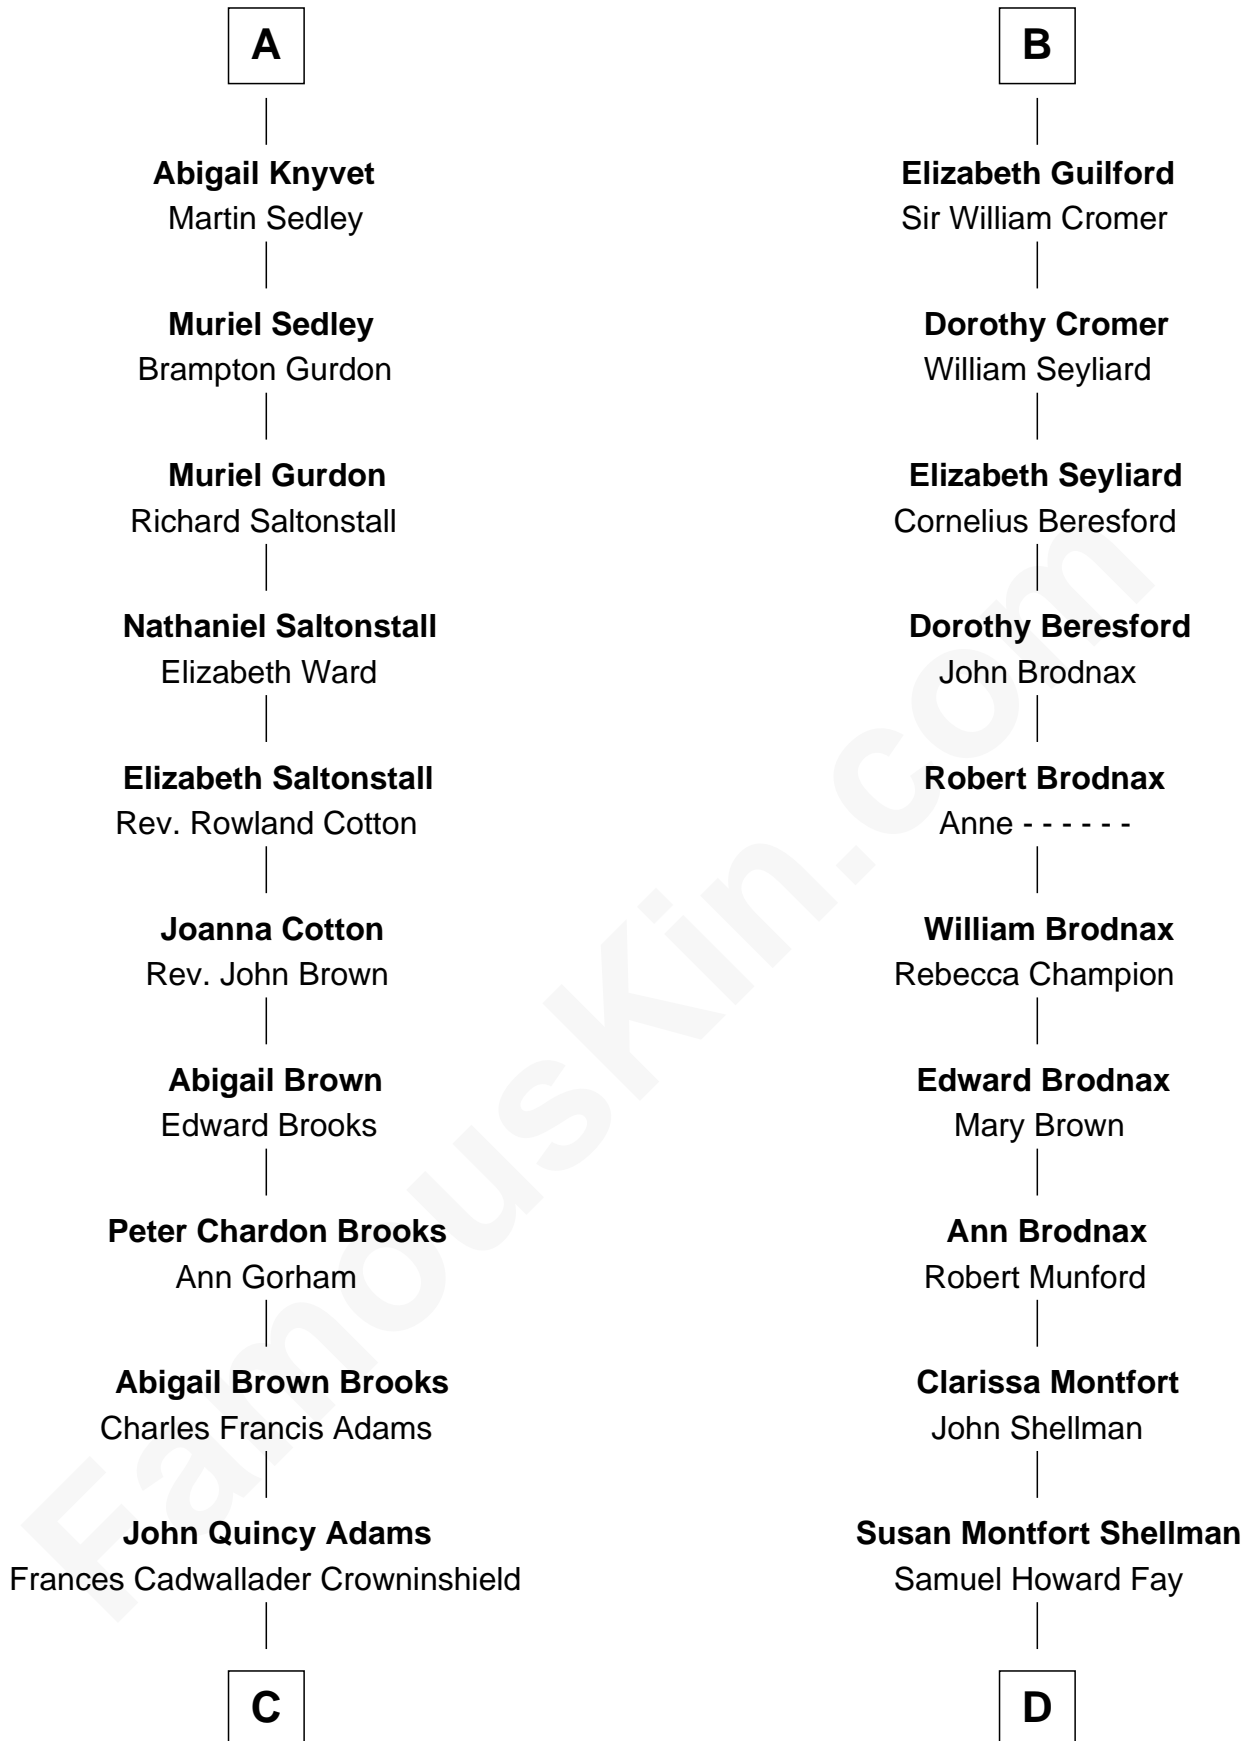 A
Abigail Knyvet
Martin Sedley
Muriel Sedley
Brampton Gurdon
Muriel Gurdon
Richard Saltonstall
Nathaniel Saltonstall
Elizabeth Ward
Elizabeth Saltonstall
Rev. Rowland Cotton
Joanna Cotton
Rev. John Brown
Abigail Brown
Edward Brooks
Peter Chardon Brooks
Ann Gorham
Abigail Brown Brooks
Charles Francis Adams
John Quincy Adams
Frances Cadwallader Crowninshield
C
B
Elizabeth Guilford
Sir William Cromer
Dorothy Cromer
William Seyliard
Elizabeth Seyliard
Cornelius Beresford
Dorothy Beresford
John Brodnax
Robert Brodnax
Anne - - - - - -
William Brodnax
Rebecca Champion
Edward Brodnax
Mary Brown
Ann Brodnax
Robert Munford
Clarissa Montfort
John Shellman
Susan Montfort Shellman
Samuel Howard Fay
D
FamousKin.com